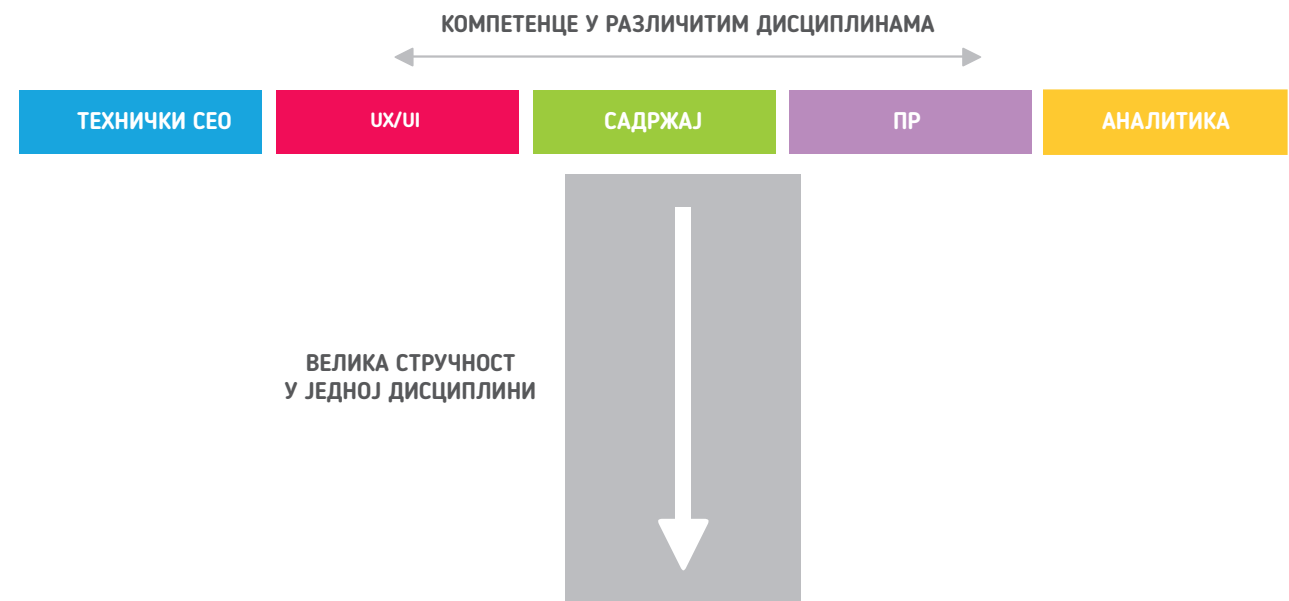 КОМПЕТЕНЦЕ У РАЗЛИЧИТИМ ДИСЦИПЛИНАМА
ТЕХНИЧКИ СЕО
UX/UI
САДРЖАЈ
ПР
АНАЛИТИКА
ВЕЛИКА СТРУЧНОСТ
У ЈЕДНОЈ ДИСЦИПЛИНИ